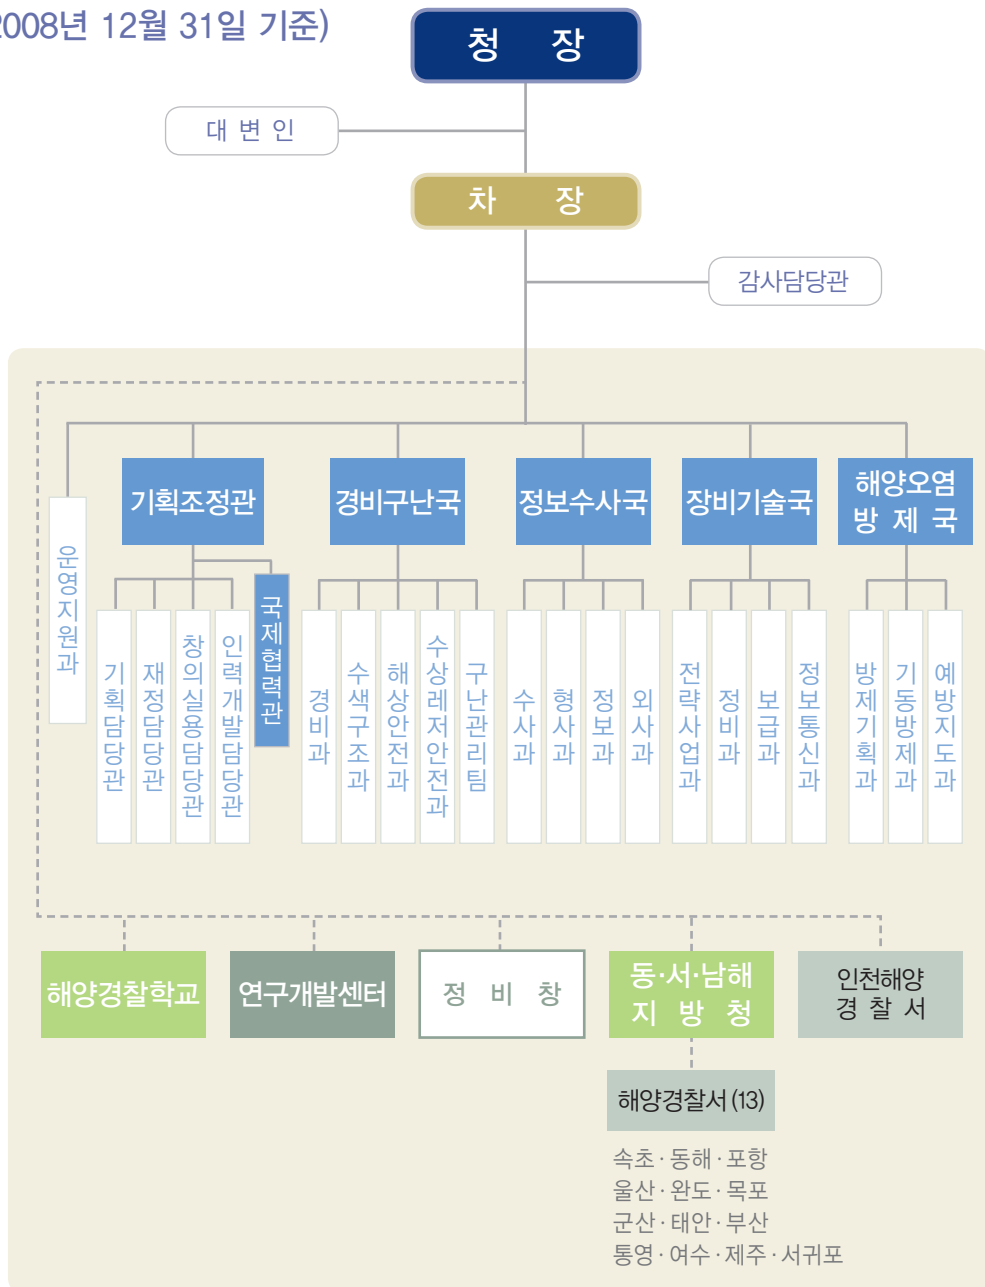 2008년 12월 31일 기준)
청 장
대 변 인
차 장
감사담당관
기획조정관
경비구난국
정보수사국
장비기술국
해양오염
방 제 국
운영지원과
기획담당관
재정담당관
창의실용담당관
인력개발담당관
국제협력관
경비과
수색구조과
해상안전과
수상레저안전과
구난관리팀
수사과
형사과
정보과
외사과
전략사업과
정비과
보급과
정보통신과
방제기획과
기동방제과
예방지도과
해양경찰학교
연구개발센터
정 비 창
동·서·남해
지 방 청
인천해양
경 찰 서
해양경찰서 (13)
속초 · 동해 · 포항
울산 · 완도 · 목포
군산 · 태안 · 부산
통영 · 여수 · 제주 · 서귀포